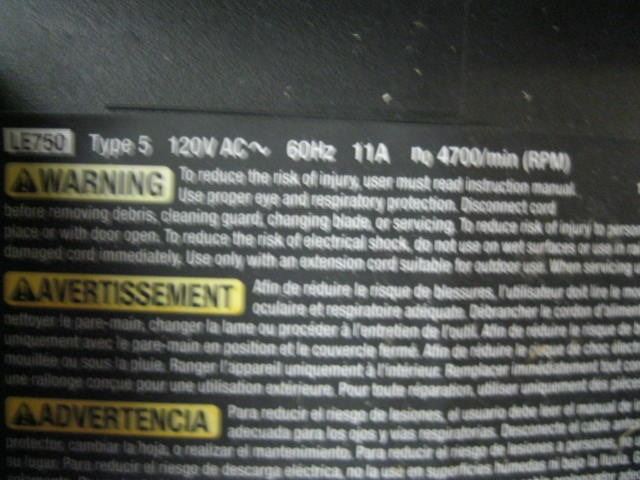 LE750 Type 5 120V AC~ 60Hz 11A n0 4700/min (RPM)
WARNING To reduce the risk of injury, user must read instruction manual.
Use proper eye and respiratory protection. Disconnect cord
before removing debris, cleaning guard, changing blade, or servicing. To reduce risk of injury to
place or with door open. To reduce the risk of electrical shock, do not use on wet surfaces or use in
damaged cord immediately. Use only with an extension cord suitable for outdoor use. When servicing
AVERTISSEMENT Afin de réduire le risque de blessures, l'utilisateur doit lire le
oculaire et respiratoire adéquate. Débrancher le cordon
nettoyer le pare-main, changer la lame ou procéder à l'entretien de l'outil. Afin de réduire le risque de
uniquement avec le pare-main en position et le couvercle fermé. Afin de réduire le risque de choc
mouillée ou sous la pluie. Ranger l'appareil uniquement à l'intérieur. Remplacer immédiatement tout
une rallonge conçue pour une utilisation extérieure. Pour toute réparation, utiliser uniquement des
ADVERTENCIA Para reducir el riesgo de lesiones, el usuario debe leer el manual de
adecuada para los ojos y vías respiratorias. Desconecte el cable
protector, cambiar la hoja, o realizar el mantenimiento. Para reducir el riesgo de lesiones a personas,
su lugar. Para reducir el riesgo de descarga eléctrica, no la use en superficies húmedas ni bajo la lluvia.